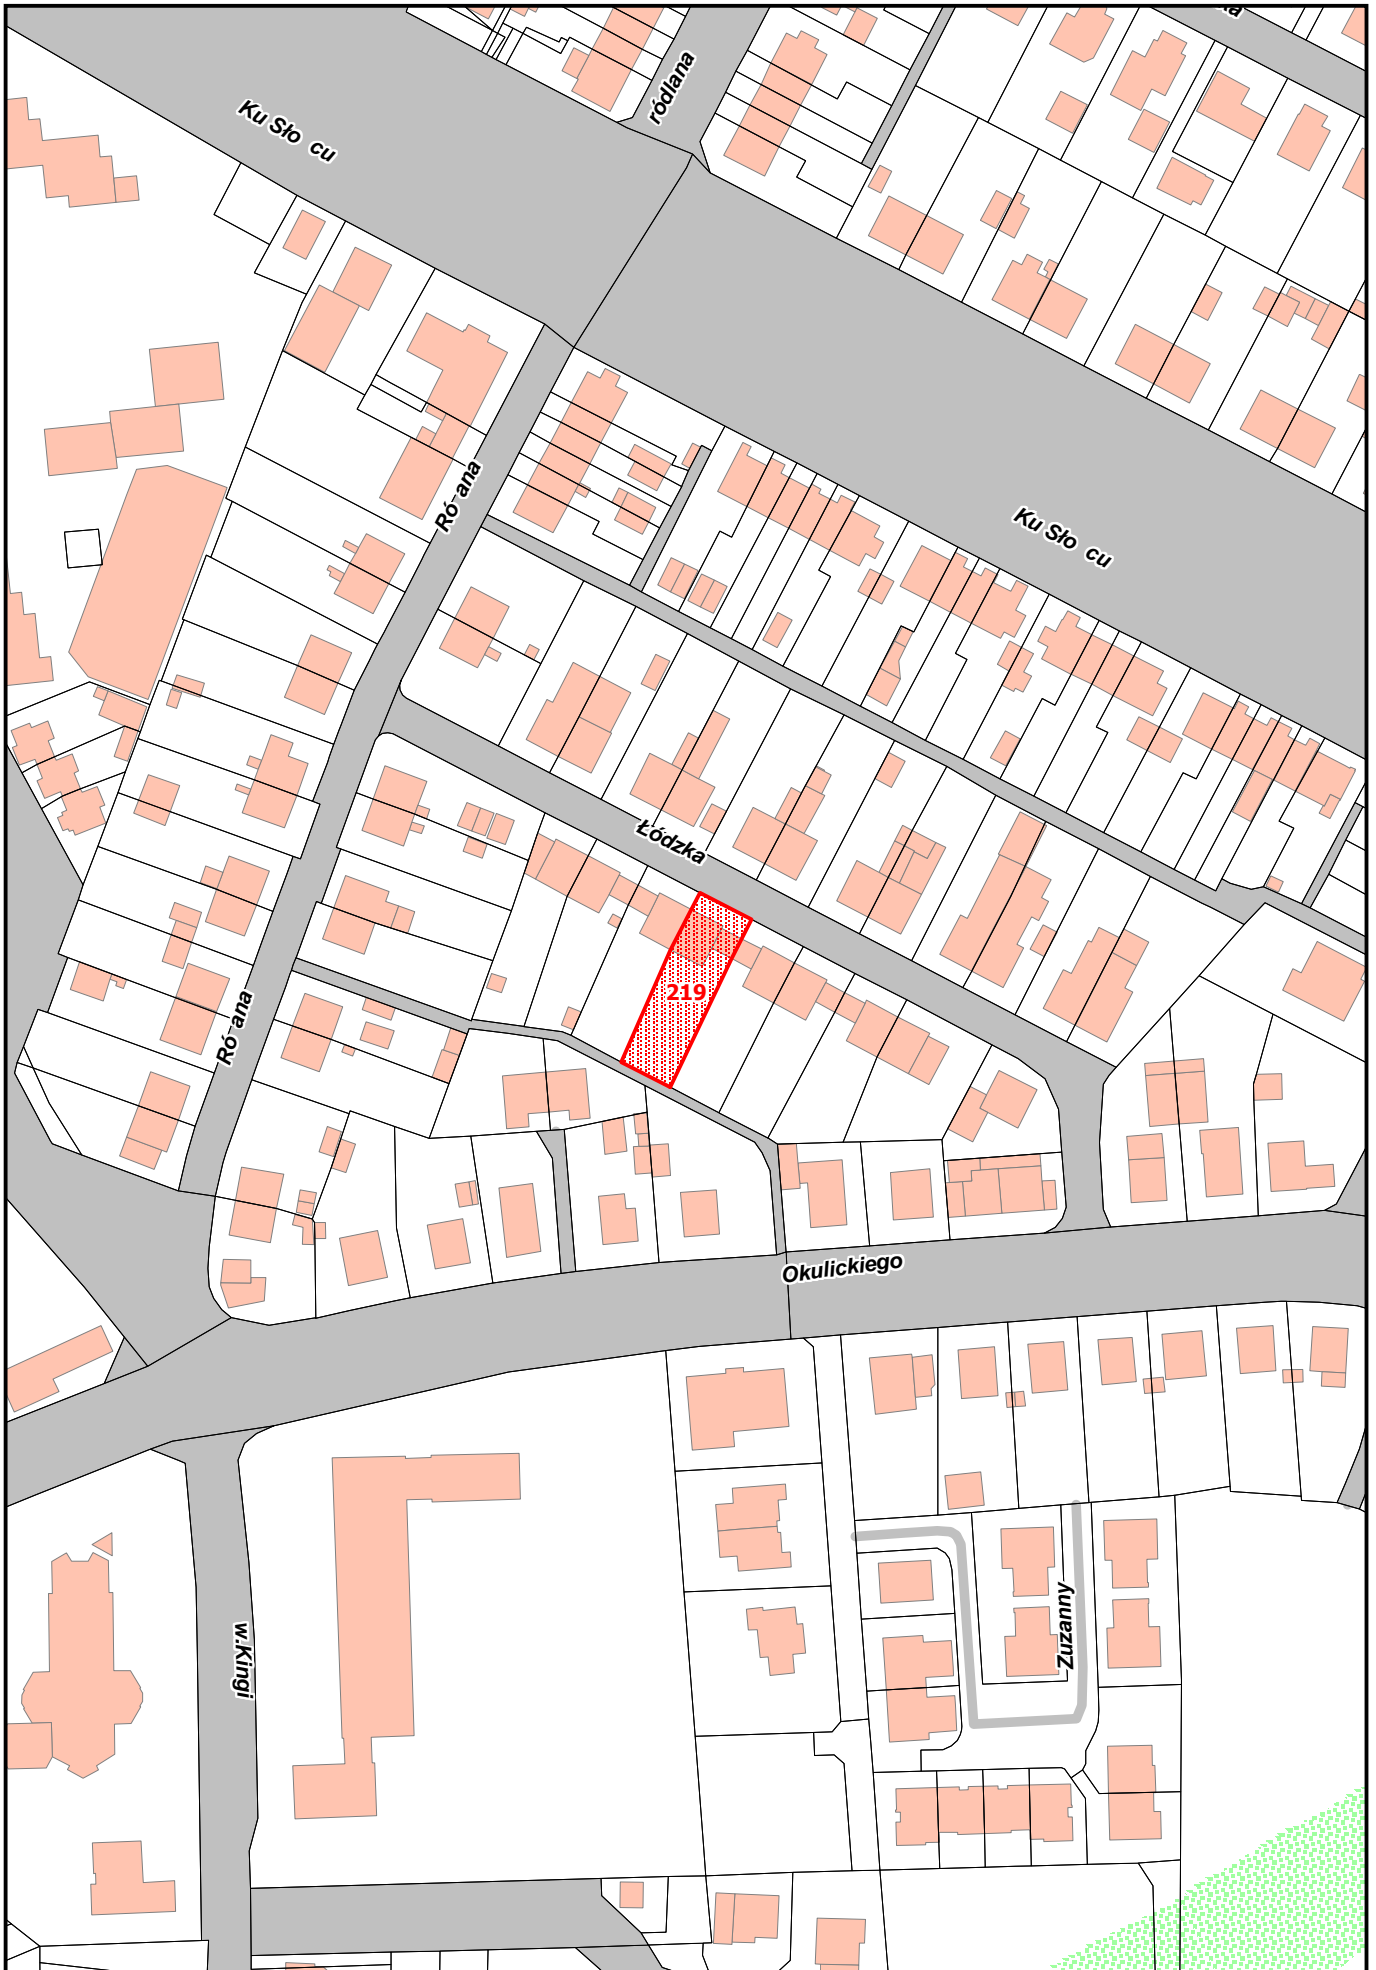 ródlana
Ku Sło cu
Ró ana
Ku Sło cu
Łódzka
219
Ró ana
Okulickiego
Zuzanny
w.Kingi